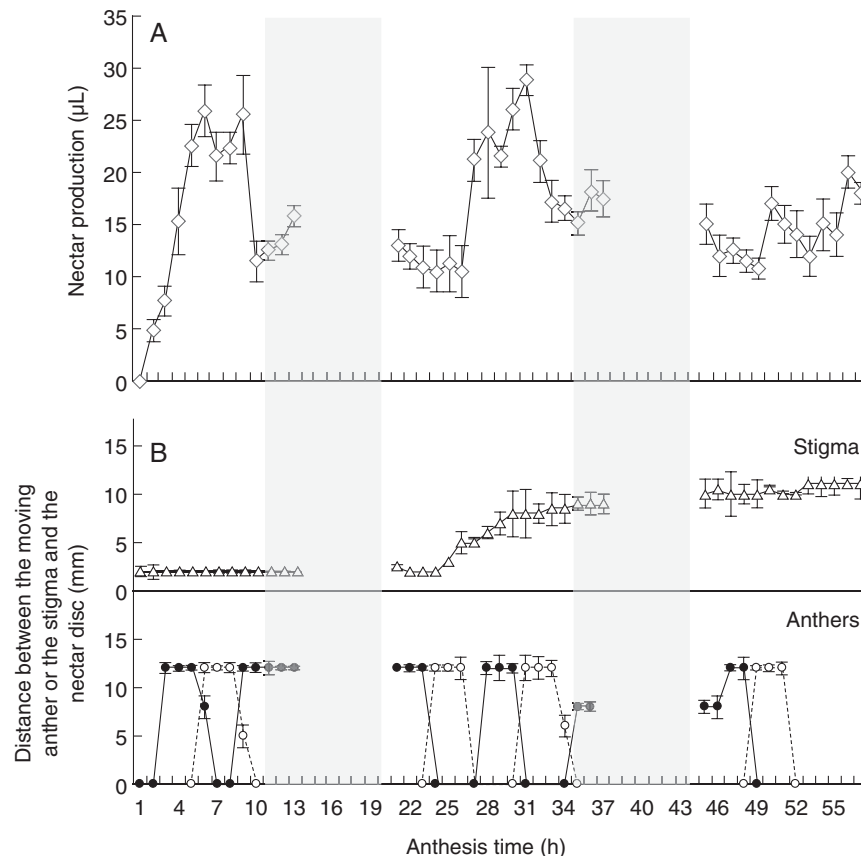 A
35
30
25
20
15
10
5
0
Nectar production (µL)
B
Stigma
15
10
5
0
Anthers
15
10
5
0
Distance between the moving
anther or the stigma and the
nectar disc (mm)
1 4 7 10 13 16 19 22 25 28 31 34 37 40 43 46 49 52 55
Anthesis time (h)